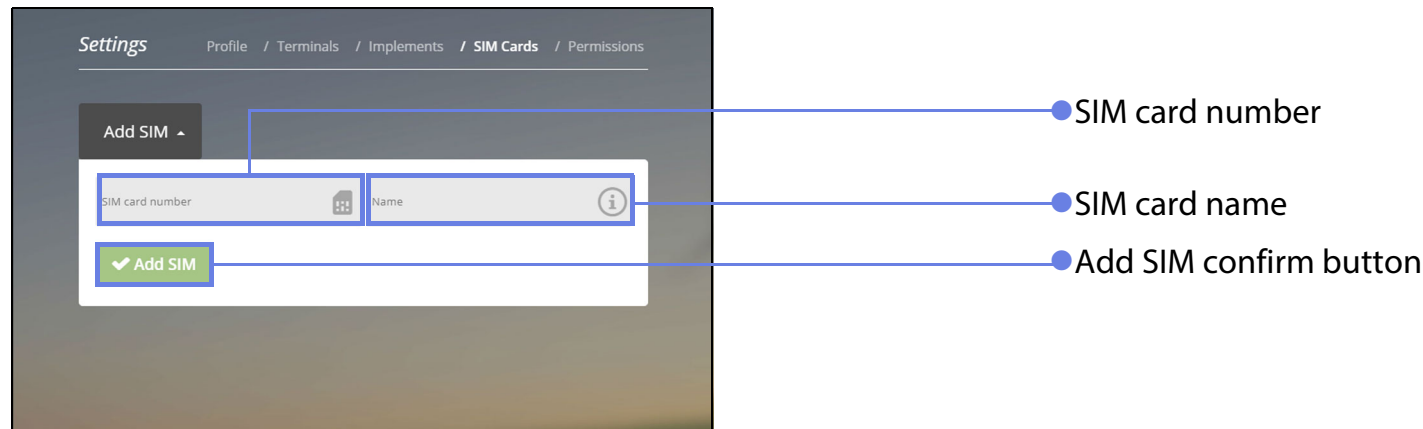 Settings Profile / Terminals / Implements / SIM Cards / Permissions
Add SIM
SIM card number
Name
Add SIM
SIM card number
SIM card name
Add SIM confirm button